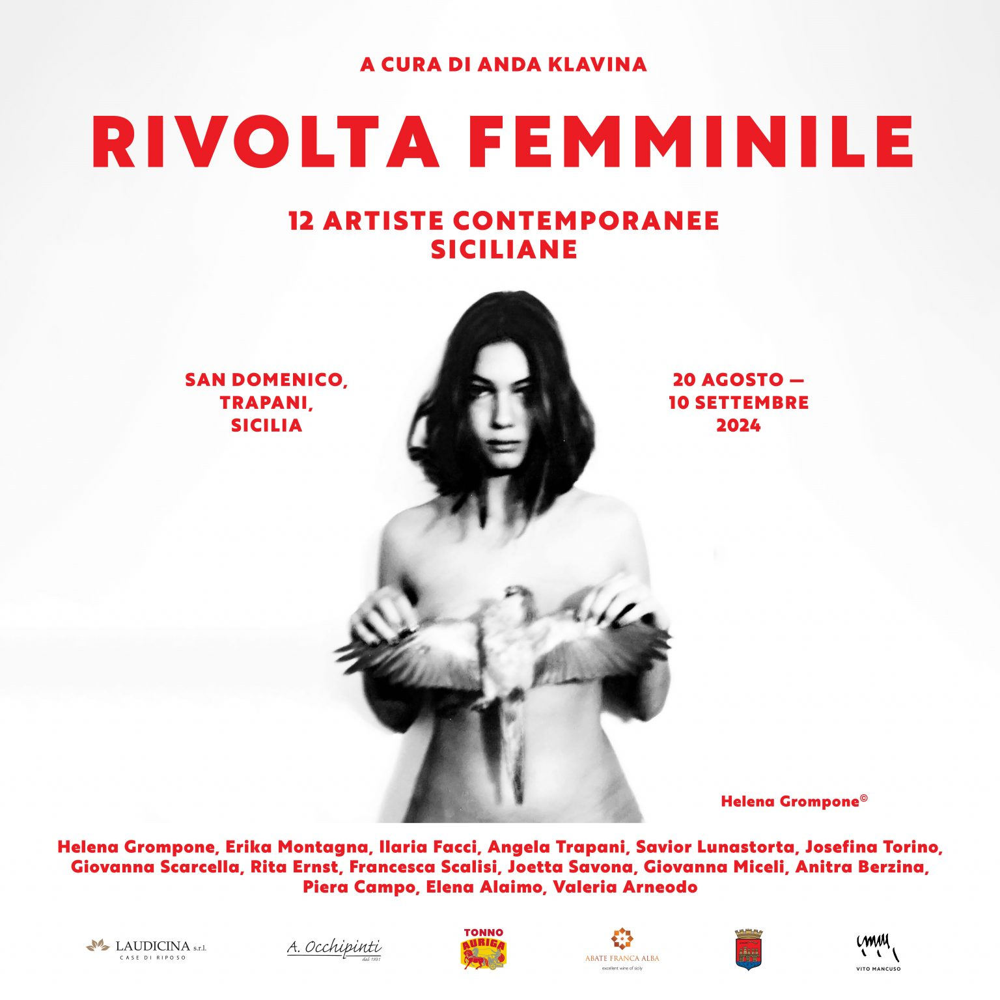 A CURA DI ANDA KLAVINA
RIVOLTA FEMMINILE
12 ARTISTE CONTEMPORANEE
SICILIANE
SAN DOMENICO,
TRAPANI,
SICILIA
20 AGOSTO —
10 SETTEMBRE
2024
Helena Grompone©
Helena Grompone, Erika Montagna, Ilaria Facci, Angela Trapani, Savior Lunastorta, Josefina Torino,
Giovanna Scarcella, Rita Ernst, Francesca Scalisi, Joetta Savona, Giovanna Miceli, Anitra Berzina,
Piera Campo, Elena Alaimo, Valeria Arneodo
LAUDICINA s.r.l.
CASE DI RIPOSO
A. Occhipinti
dal 1931
TONNO
AURIGA
ABATE FRANCA ALBA
excellent wine of sicily
VITO MANCUSO